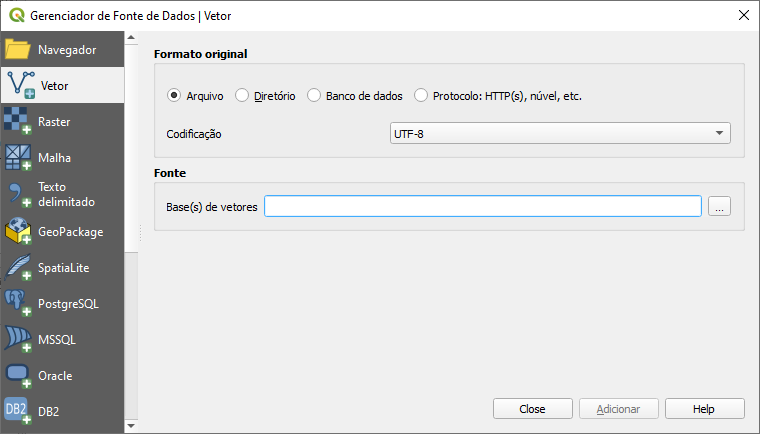 Gerenciador de Fonte de Dados | Vetor
Navegador
Vetor
Raster
Malha
Texto
delimitado
GeoPackage
SpatiaLite
PostgreSQL
MSSQL
Oracle
DB2
DB2
Formato original
Arquivo Diretório Banco de dados Protocolo: HTTP(s), núvel, etc.
Codificação UTF-8
Fonte
Base(s) de vetores ...
Close Adicionar Help